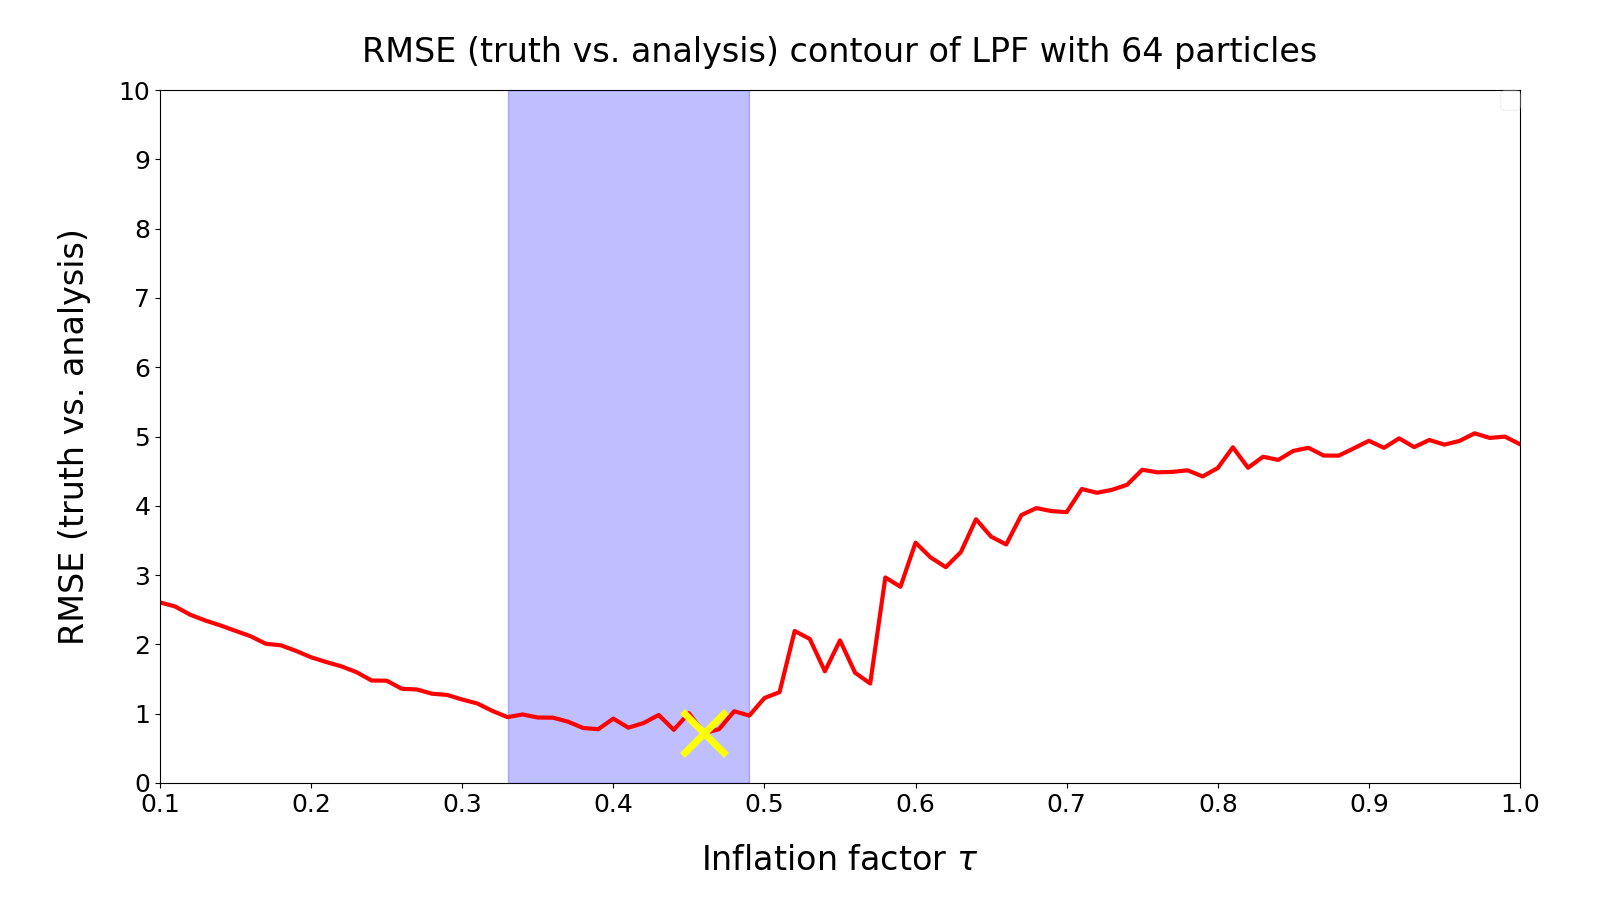 RMSE (truth vs. analysis) contour of LPF with 64 particles
RMSE (truth vs. analysis)
10
9
8
7
6
5
4
3
2
1
0
0.1 0.2 0.3 0.4 0.5 0.6 0.7 0.8 0.9 1.0
Inflation factor τ